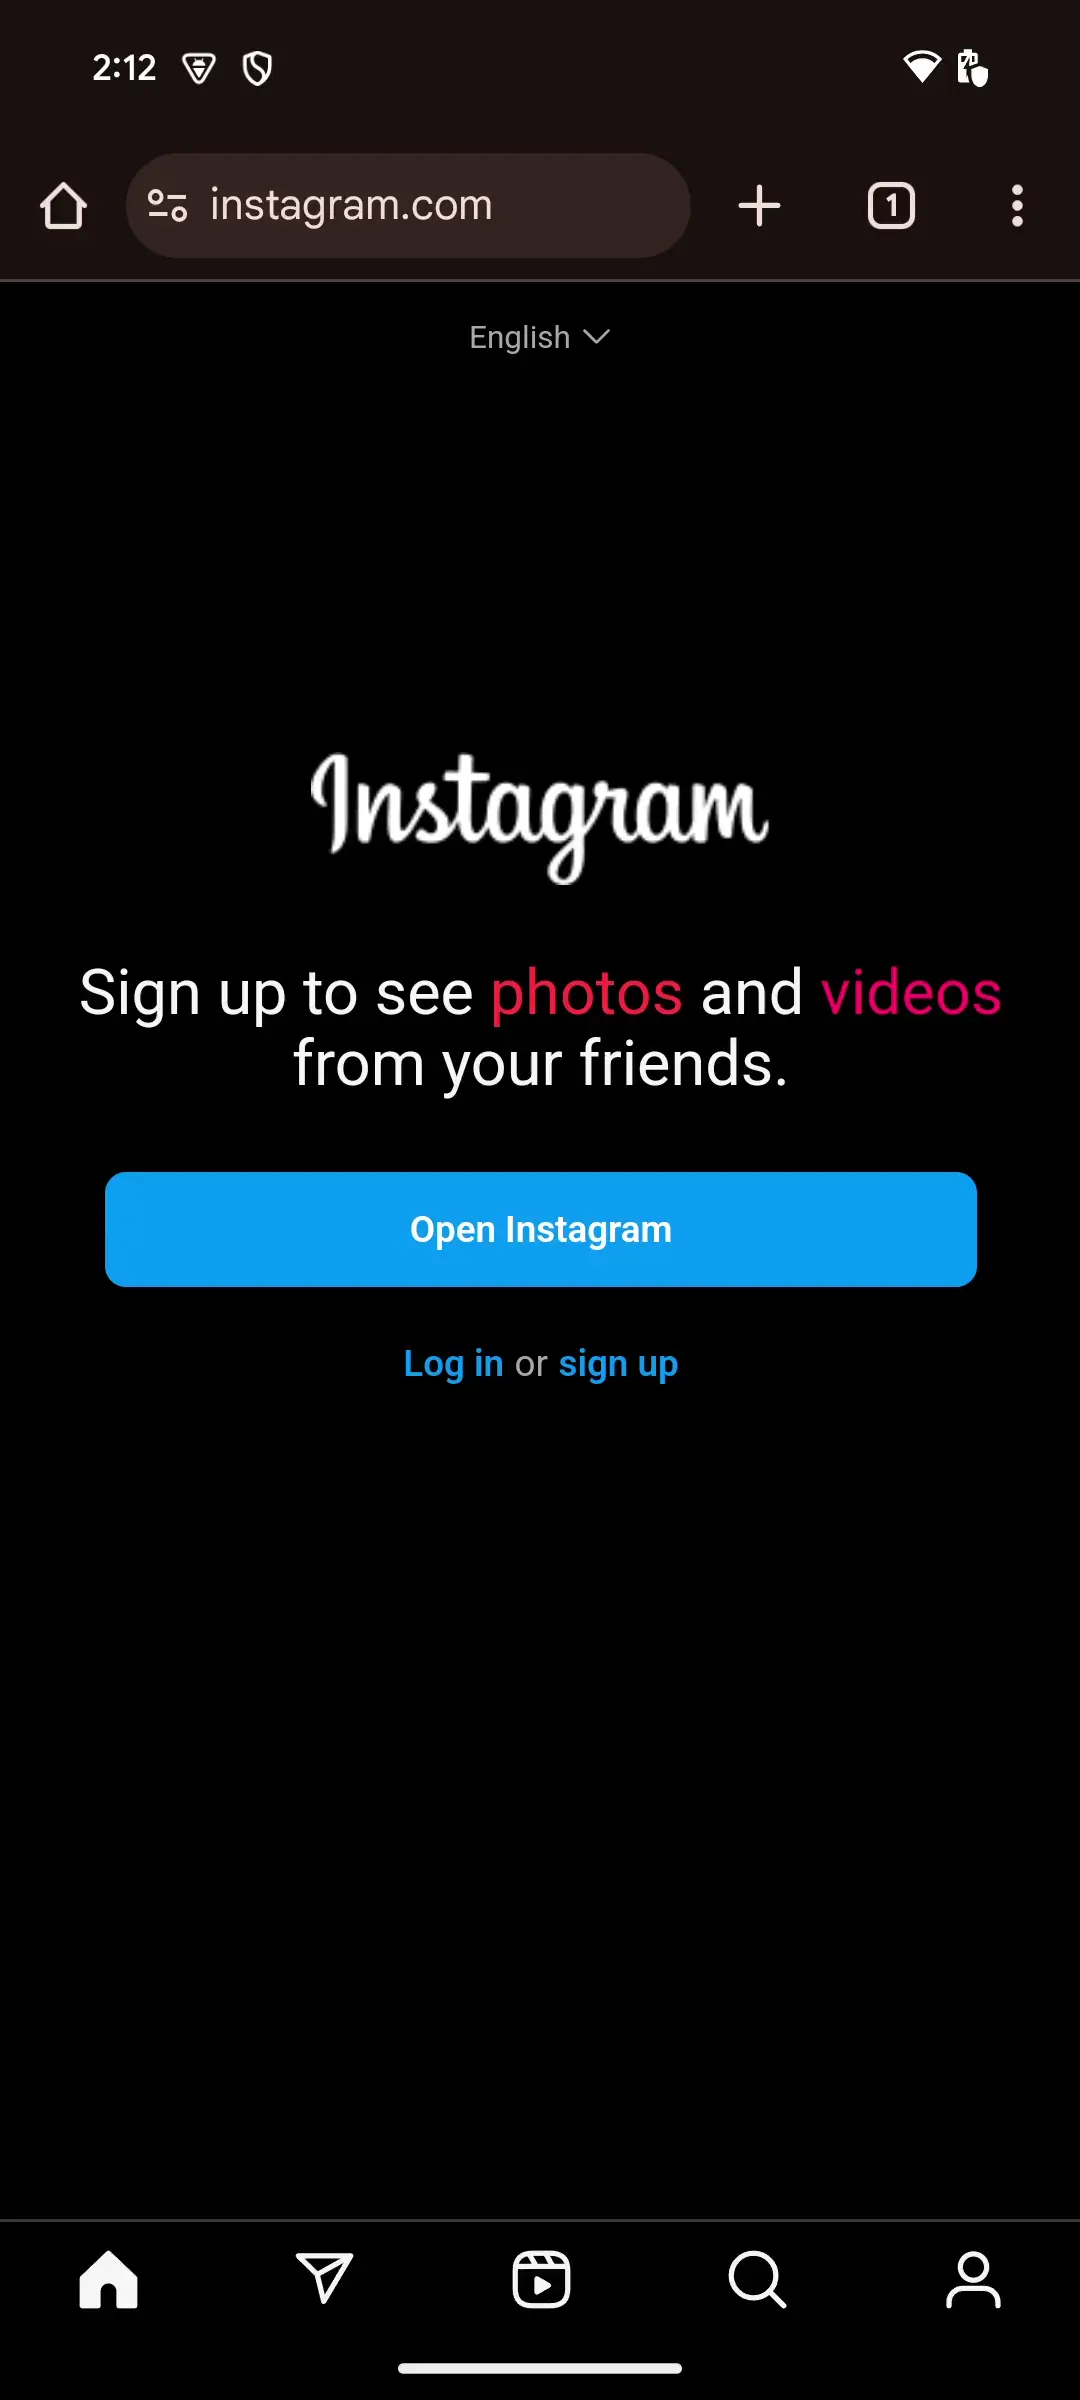 2:12
instagram.com
1
English
Instagram
Sign up to see photos and videos
from your friends.
Open Instagram
Log in or sign up